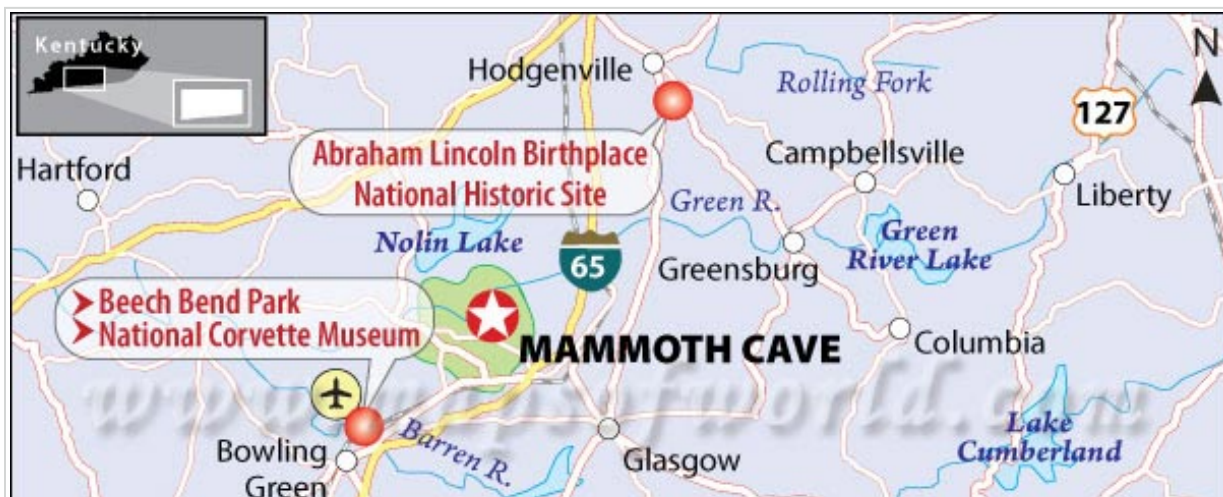 Kentucky
N
Hodgenville
Rolling Fork
127
Hartford
Abraham Lincoln Birthplace
National Historic Site
Campbellsville
Liberty
Green R.
Nolin Lake
65
Greensburg
Green
River Lake
Beech Bend Park
National Corvette Museum
MAMMOTH CAVE
Columbia
www.mapsofworld.com
Bowling
Green
Barren R.
Glasgow
Lake
Cumberland